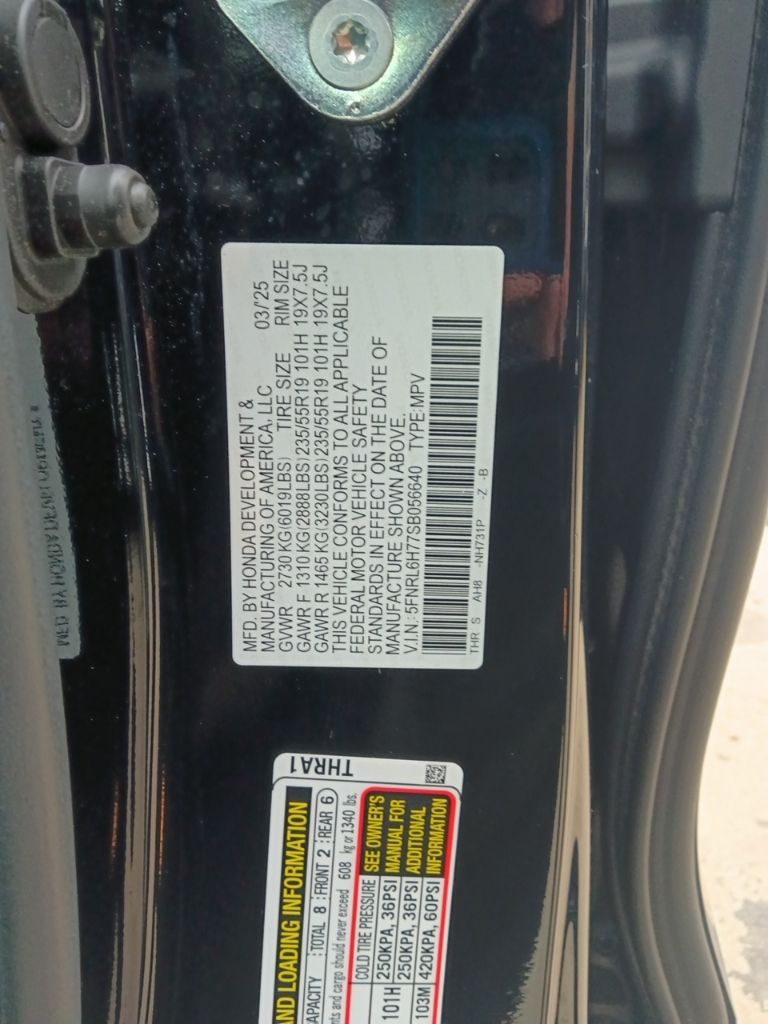 MFD. BY HONDA DEVELOPMENT &
MANUFACTURING OF AMERICA, LLC 03/'25
GVWR 2730 KG(6019LBS) TIRE SIZE RIM SIZE
GAWR F 1310 KG(2888LBS) 235/55R19 101H 19X7.5J
GAWR R 1465 KG(3230LBS) 235/55R19 101H 19X7.5J
THIS VEHICLE CONFORMS TO ALL APPLICABLE
FEDERAL MOTOR VEHICLE SAFETY
STANDARDS IN EFFECT ON THE DATE OF
MANUFACTURE SHOWN ABOVE.
V.I.N.: 5FNRL6H77SB056640 TYPE:MPV
THR S AH8 -NH731P -Z -B
THRA1
ND LOADING INFORMATION
APACITY TOTAL 8 FRONT 2 REAR 6
nts and cargo should never exceed 608 kg or 1340 lbs.
COLD TIRE PRESSURE
101H 250KPA, 36PSI
250KPA, 36PSI
103M 420KPA, 60PSI
SEE OWNER'S
MANUAL FOR
ADDITIONAL
INFORMATION